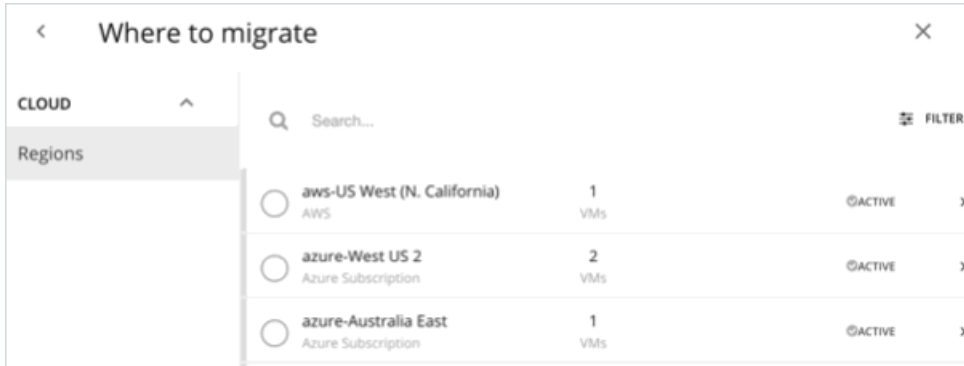 Where to migrate
CLOUD
Regions
Search...
FILTER
aws-US West (N. California)
AWS
1
VMs
ACTIVE
azure-West US 2
Azure Subscription
2
VMs
ACTIVE
azure-Australia East
Azure Subscription
1
VMs
ACTIVE